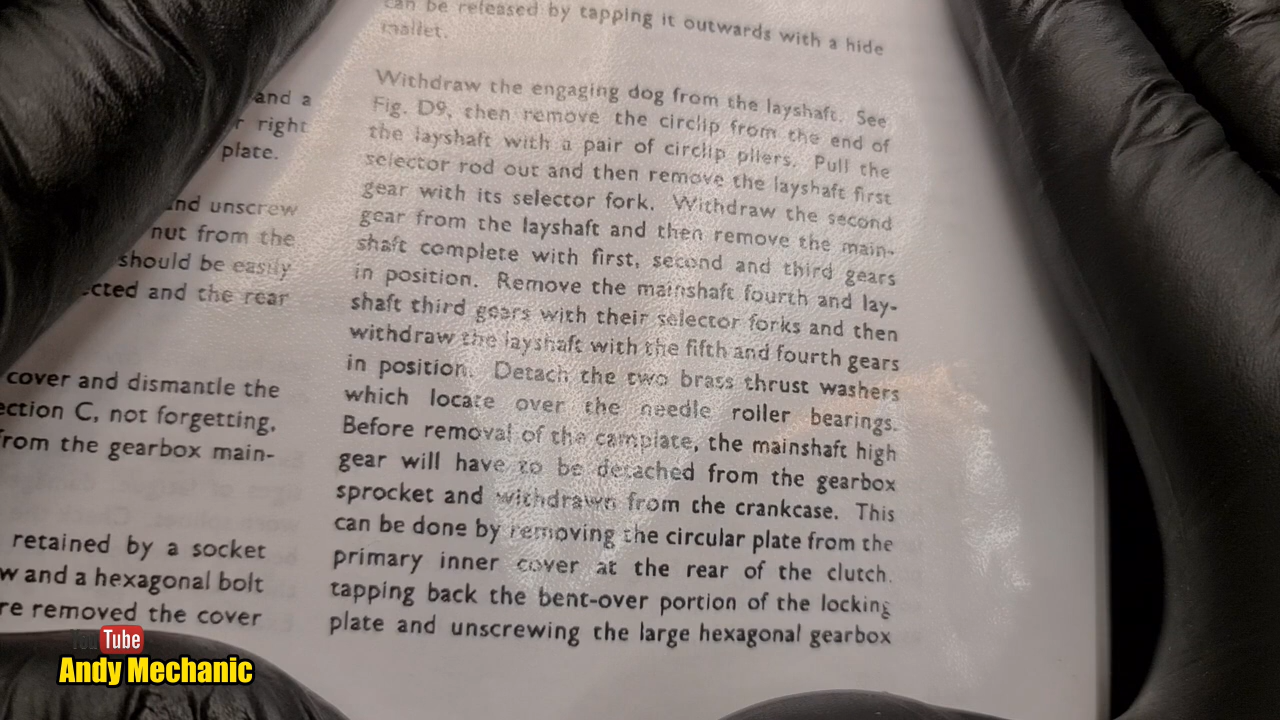 and a
right
plate.
and unscrew
nut from the
should be easily
and the rear
cover and dismantle the
ection C, not forgetting,
from the gearbox main-
retained by a socket
w and a hexagonal bolt
re removed the cover
can be released by tapping it outwards with a hide
mallet.
Withdraw the engaging dog from the layshaft. See
Fig. D9, then remove the circlip from the end of
the layshaft with a pair of circlip pliers. Pull the
selector rod out and then remove the layshaft first
gear with its selector fork. Withdraw the second
gear from the layshaft and then remove the main-
shaft complete with first, second and third gears
in position. Remove the mainshaft fourth and lay-
shaft third gears with their selector forks and then
withdraw the layshaft with the fifth and fourth gears
in position. Detach the two brass thrust washers
which locate over the needle roller bearings.
Before removal of the camplate, the mainshaft high
gear will have to be detached from the gearbox
sprocket and withdrawn from the crankcase. This
can be done by removing the circular plate from the
primary inner cover at the rear of the clutch.
tapping back the bent-over portion of the locking
plate and unscrewing the large hexagonal gearbox
YouTube
Andy Mechanic